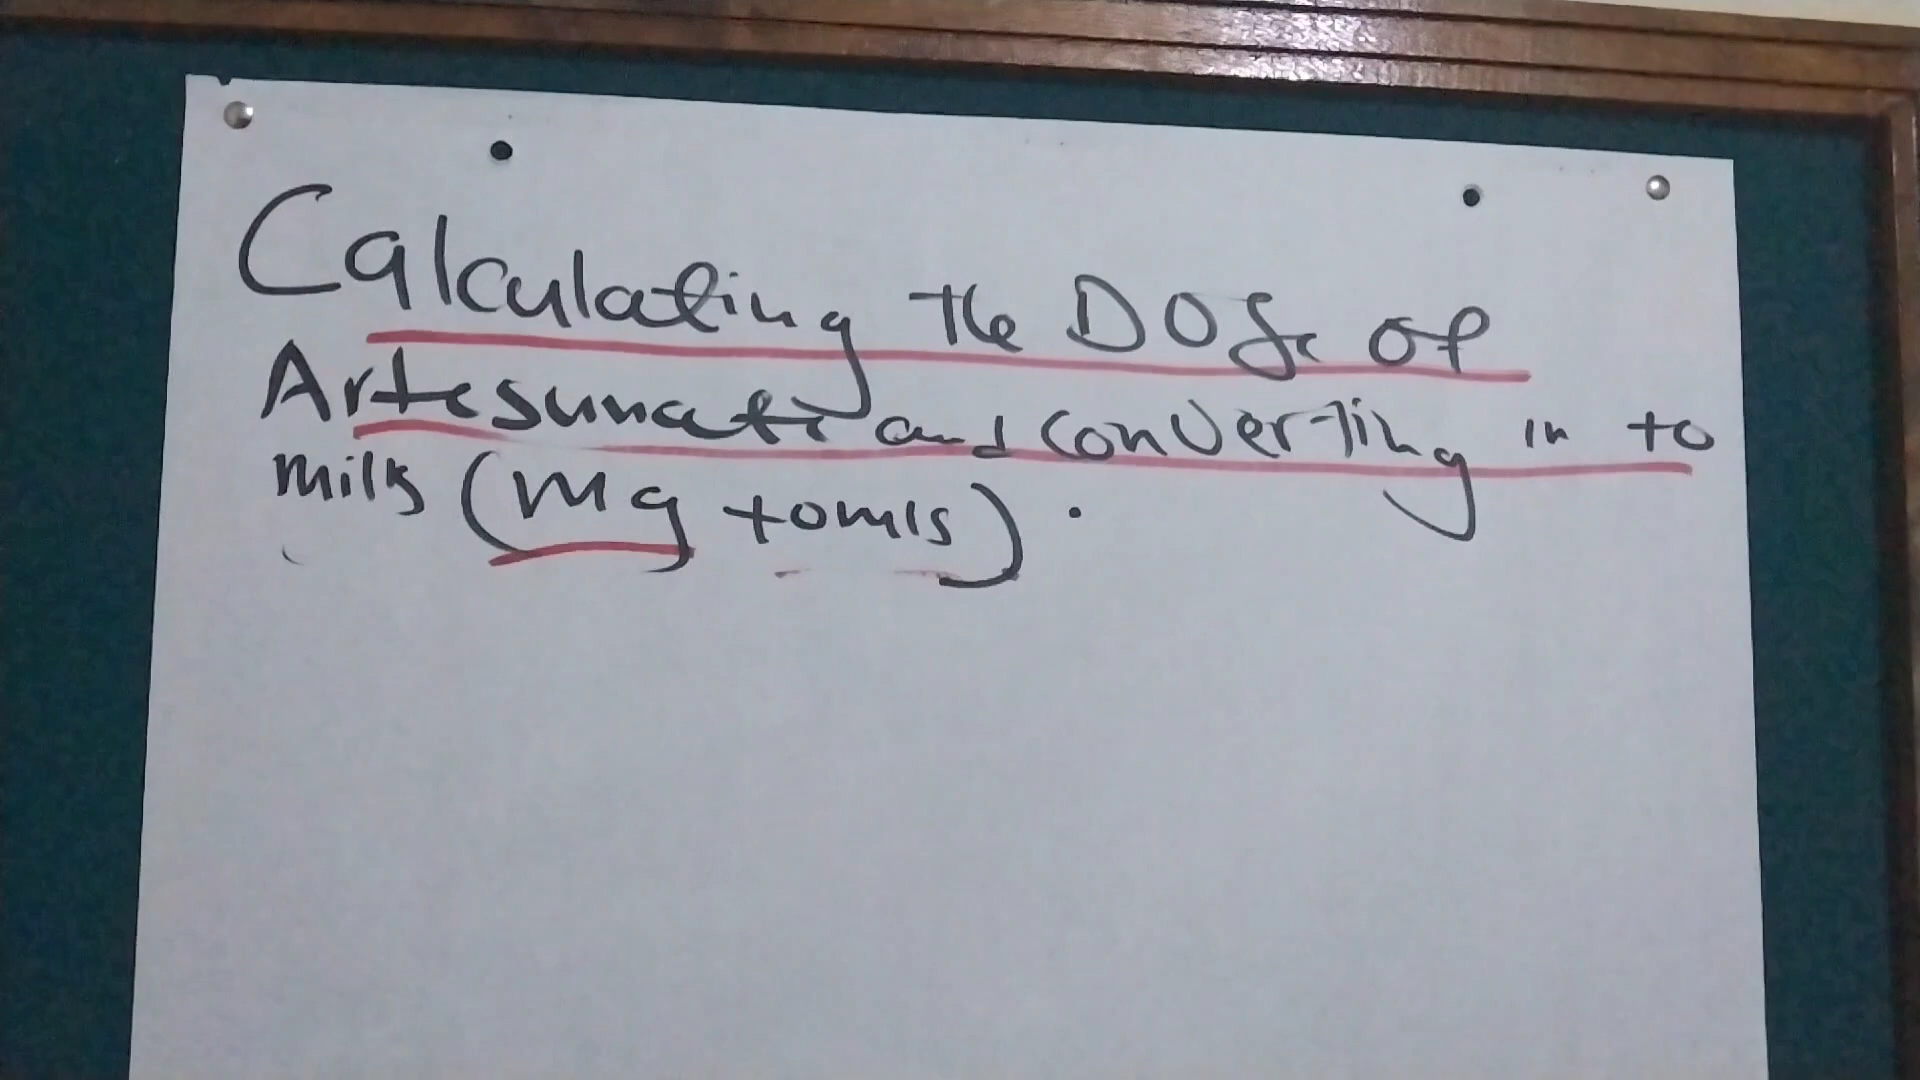 Calculating the DOSe of
Artesunate and converting in to
mils (mg to mls).